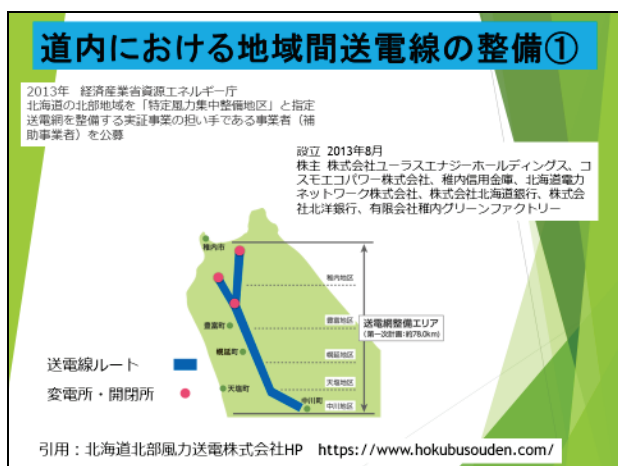 道内における地域間送電線の整備①
2013年 経済産業省資源エネルギー庁
北海道の北部地域を「特定風力集中整備地区」と指定
送電網を整備する実証事業の担い手である事業者（補
助事業者）を公募
設立 2013年8月
株主 株式会社ユーラスエナジーホールディングス、コ
スモエコパワー株式会社、稚内信用金庫、北海道電力
ネットワーク株式会社、株式会社北海道銀行、株式会
社北洋銀行、有限会社稚内グリーンファクトリー
稚内市
稚内地区
豊富町
豊富地区
送電網整備エリア
(第一次計画:約78.0km)
幌延町
幌延地区
天塩町
天塩地区
中川町
中川地区
送電線ルート
変電所・開閉所
引用：北海道北部風力送電株式会社HP https://www.hokubusouden.com/